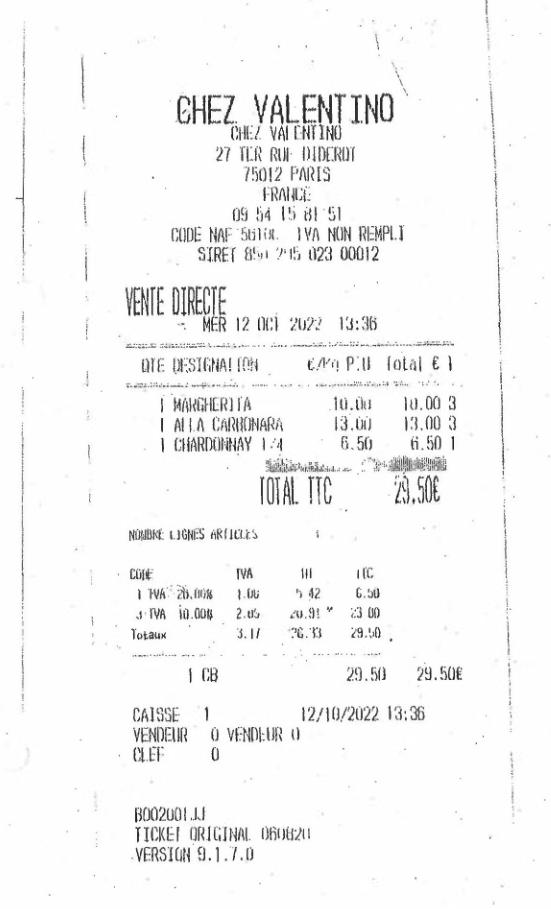 CHEZ VALENTINO
CHEZ VALENTINO
27 TER RUE DIDEROT
75012 PARIS
FRANCE
09 54 15 81 51
CODE NAF TVA NON REMPLI
SIRET 023 00012
VENTE DIRECTE
MER 12 OCT 2022 13:36
QTE DESIGNATION €/Kg P.U Total € T
1 MARGHERITA 10.00 10.00 3
1 ALLA CARBONARA 13.00 13.00 3
1 CHARDONNAY 1/4 6.50 6.50 1
TOTAL TTC 29.50€
NOMBRE LIGNES ARTICLES
CODE TVA HT TTC
1 TVA 20.00% 1.08 5.42 6.50
3 TVA 10.00% 2.09 20.91 23.00
Totaux 3.17 26.33 29.50
1 CB 29.50 29.50€
CAISSE 1 12/10/2022 13:36
VENDEUR 0 VENDEUR 0
CLEF 0
TICKET ORIGINAL
VERSION 9.1.7.0